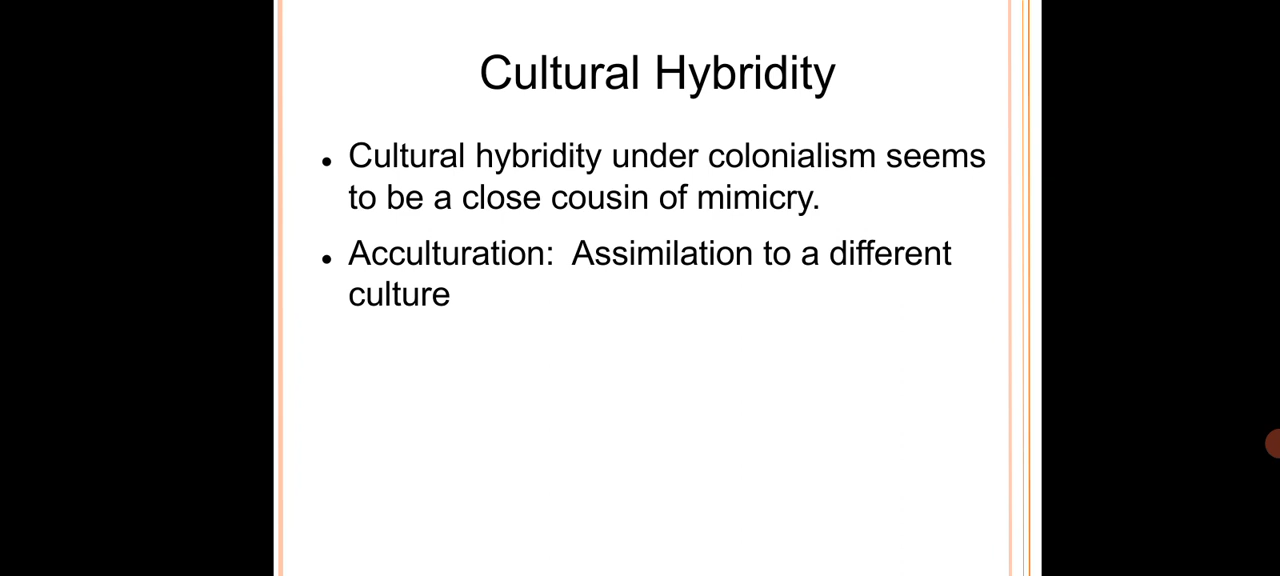 Cultural Hybridity
• Cultural hybridity under colonialism seems
to be a close cousin of mimicry.
• Acculturation:  Assimilation to a different
culture